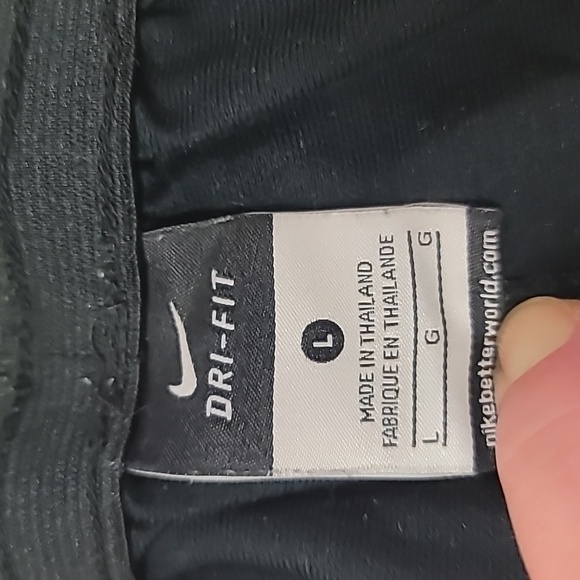 DRI-FIT
L
MADE IN THAILAND
FABRIQUE EN THAILANDE
L G G
nikebetterworld.com